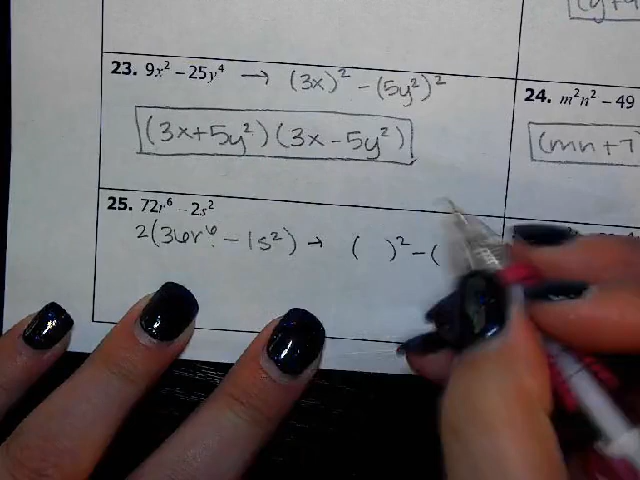 23. 9x² – 25y⁴ → (3x)² – (5y²)²
(3x+5y²)(3x–5y²)
24. m²n² – 49
(mn+7
25. 72r⁶ – 2s²
2(36r⁶ – 1s²) → ( )² – (